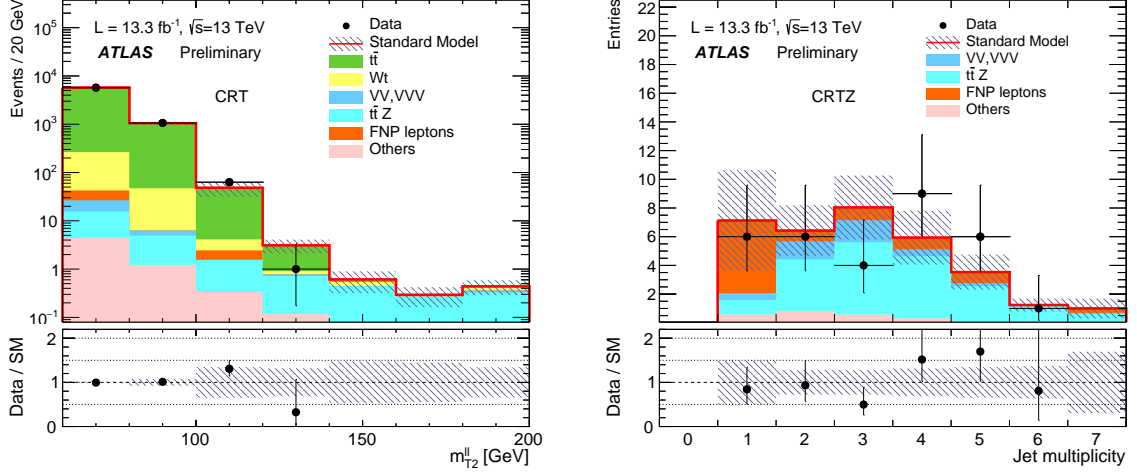 L = 13.3 fb⁻¹, √s=13 TeV
ATLAS Preliminary
CRT
Events / 20 GeV
10⁵
10⁴
10³
10²
10
1
10⁻¹
Data
Standard Model
tt̄
Wt
VV,VVV
tt̄ Z
FNP leptons
Others
Data / SM
2
1
0
100 150 200
m_T2^ll [GeV]
L = 13.3 fb⁻¹, √s=13 TeV
ATLAS Preliminary
CRTZ
Entries
22
20
18
16
14
12
10
8
6
4
2
Data
Standard Model
VV,VVV
tt̄ Z
FNP leptons
Others
Data / SM
2
1
0
0 1 2 3 4 5 6 7
Jet multiplicity